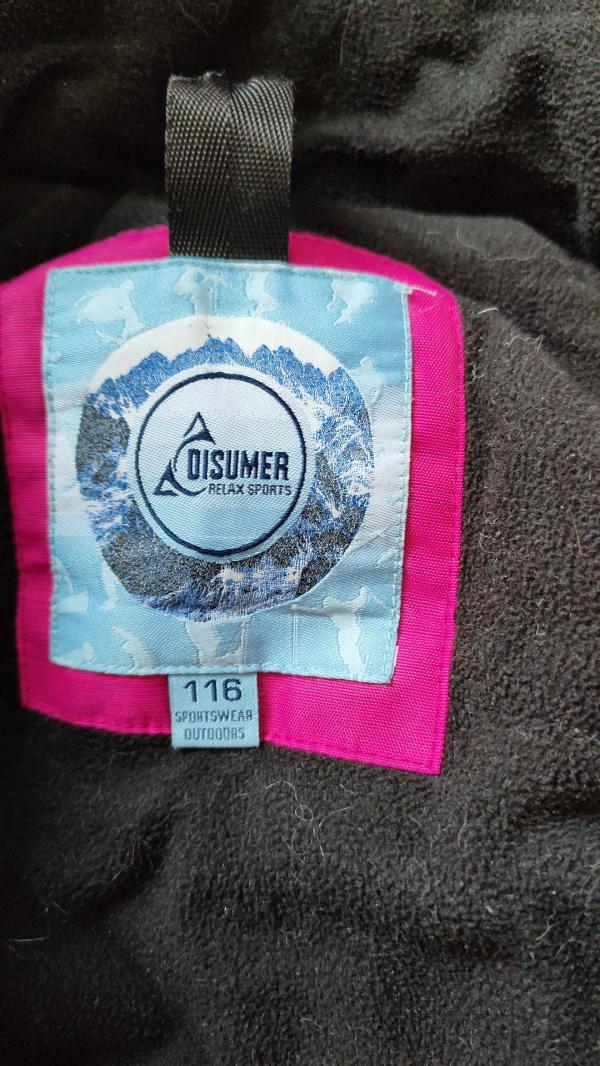 DISUMER
RELAX SPORTS
116
SPORTSWEAR
OUTDOORS